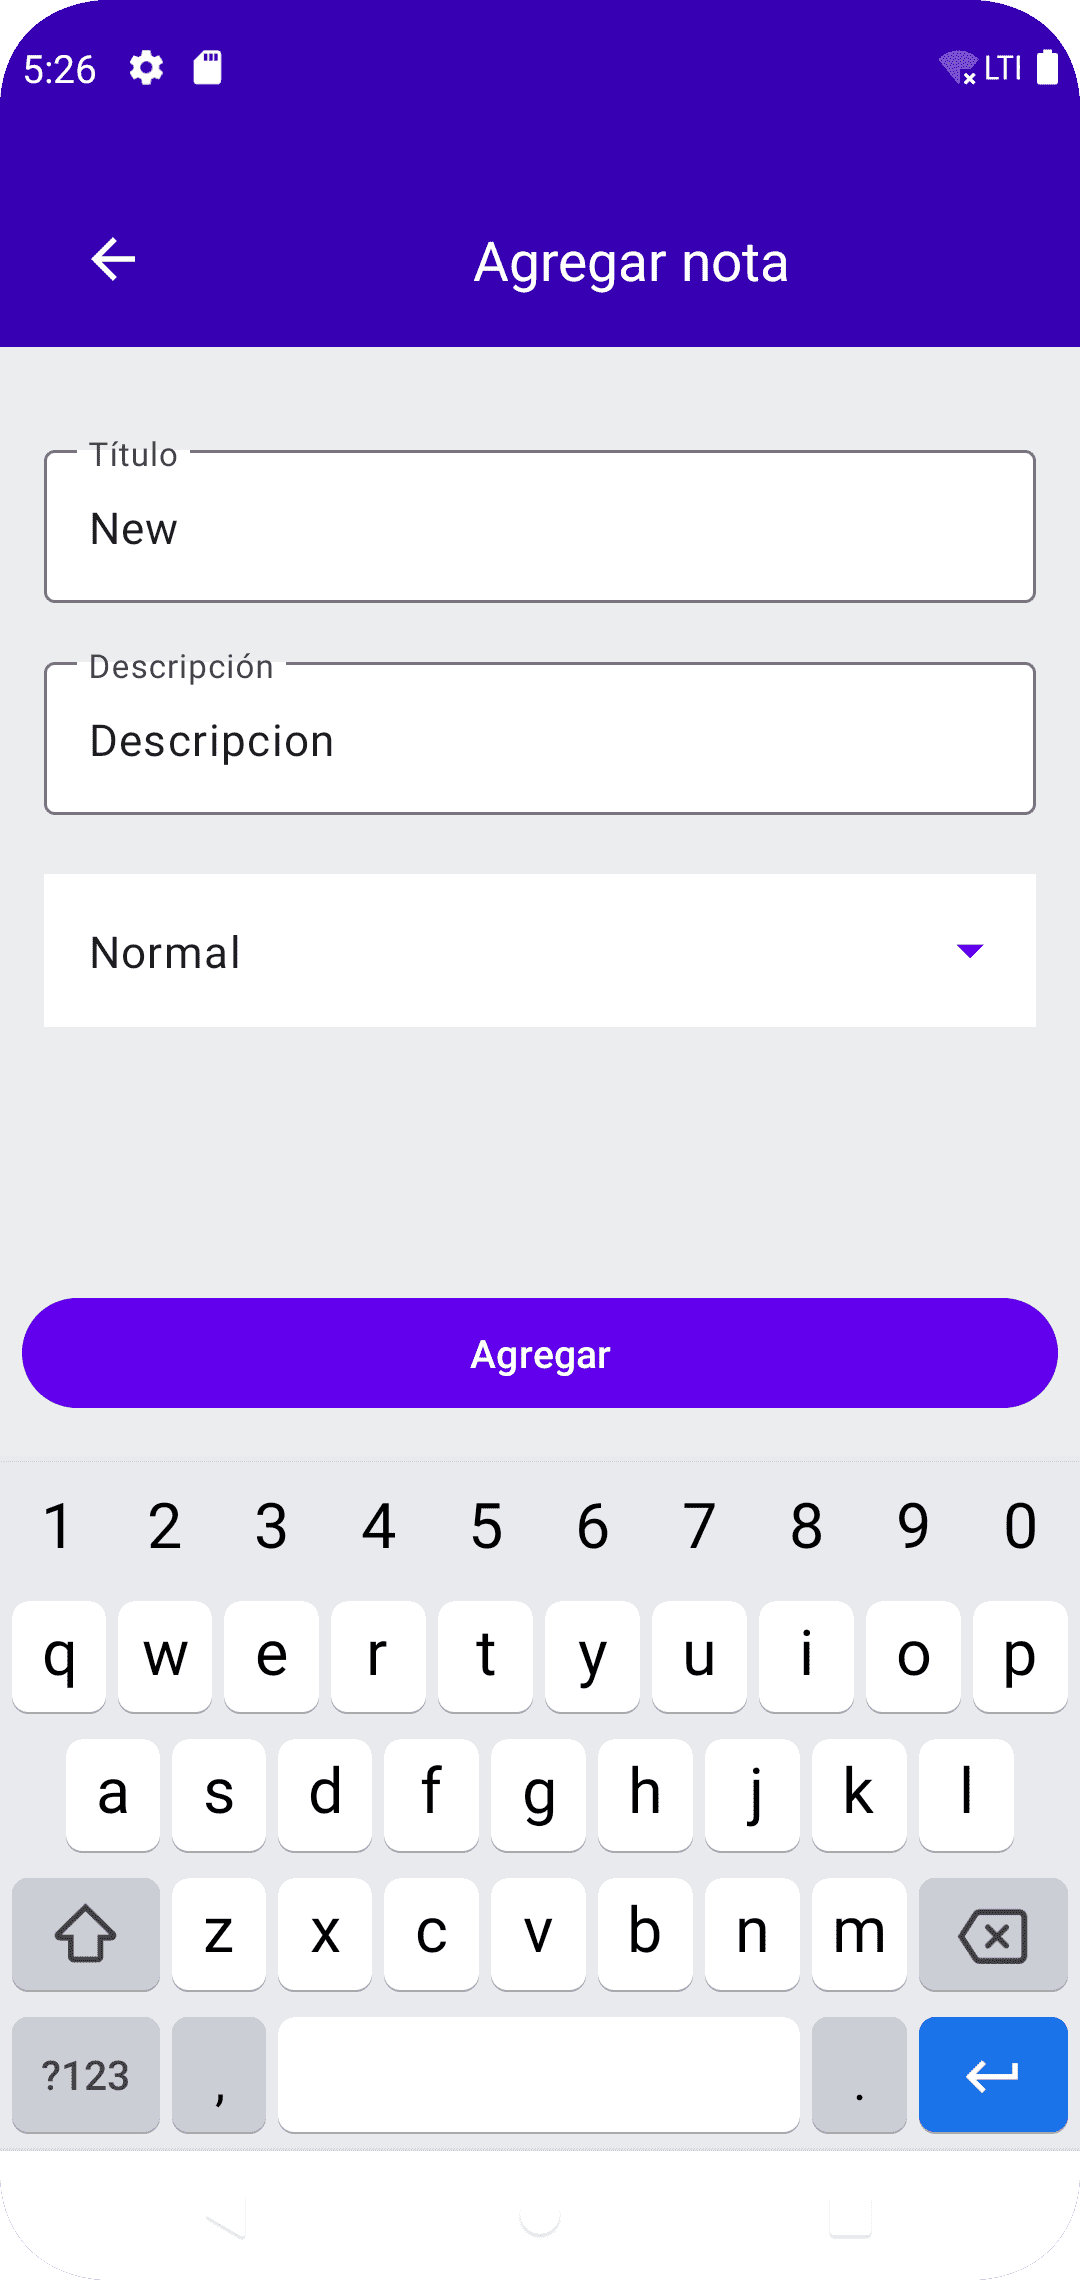 5:26 LTI
Agregar nota
Título
New
Descripción
Descripcion
Normal
Agregar
1 2 3 4 5 6 7 8 9 0
q w e r t y u i o p
a s d f g h j k l
z x c v b n m
?123 , .